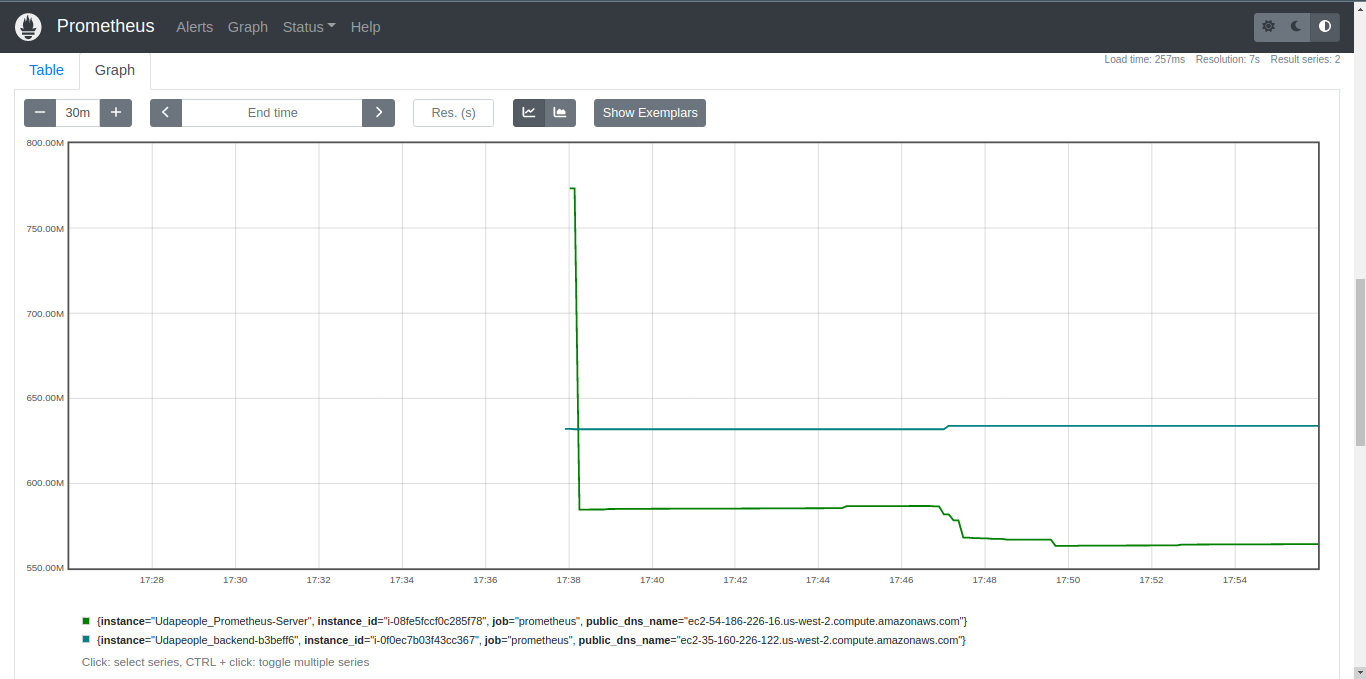 Prometheus Alerts Graph Status Help
Load time: 257ms Resolution: 7s Result series: 2
Table Graph
30m End time Res. (s) Show Exemplars
800.00M
750.00M
700.00M
650.00M
600.00M
550.00M
17:28 17:30 17:32 17:34 17:36 17:38 17:40 17:42 17:44 17:46 17:48 17:50 17:52 17:54
{instance="Udapeople_Prometheus-Server", instance_id="i-08fe5fccf0c285f78", job="prometheus", public_dns_name="ec2-54-186-226-16.us-west-2.compute.amazonaws.com"}
{instance="Udapeople_backend-b3beff6", instance_id="i-0f0ec7b03f43cc367", job="prometheus", public_dns_name="ec2-35-160-226-122.us-west-2.compute.amazonaws.com"}
Click: select series, CTRL + click: toggle multiple series